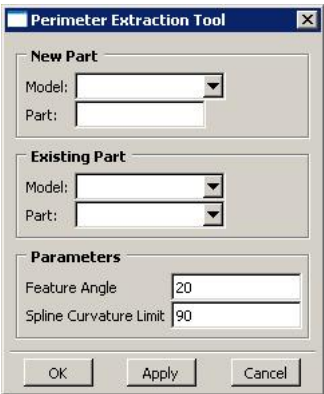 Perimeter Extraction Tool
New Part
Model:
Part:
Existing Part
Model:
Part:
Parameters
Feature Angle 20
Spline Curvature Limit 90
OK Apply Cancel